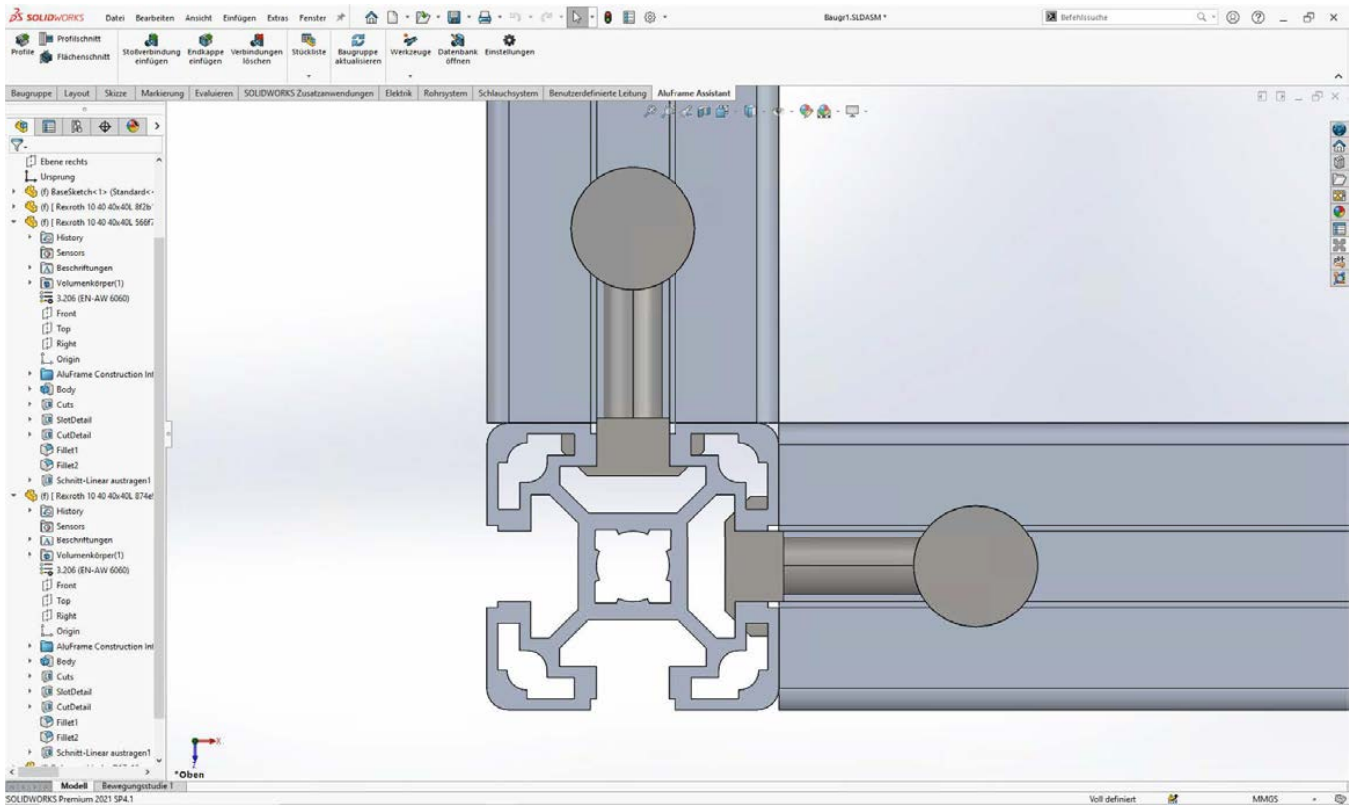 SOLIDWORKS Datei Bearbeiten Ansicht Einfügen Extras Fenster Baugr1.SLDASM * Befehlssuche
Profile Profilschnitt Flächenschnitt
Stoßverbindung einfügen
Endkappe einfügen
Verbindungen löschen
Stückliste
Baugruppe aktualisieren
Werkzeuge
Datenbank öffnen
Einstellungen
Baugruppe Layout Skizze Markierung Evaluieren SOLIDWORKS Zusatzanwendungen Elektrik Rohrsystem Schlauchsystem Benutzerdefinierte Leitung AluFrame Assistant
Ebene rechts
Ursprung
(f) BaseSketch<1> (Standard<
(f) [ Rexroth 10 40 40x40L 8f2b
(f) [ Rexroth 10 40 40x40L 566f7
History
Sensors
Beschriftungen
Volumenkörper(1)
3.206 (EN-AW 6060)
Front
Top
Right
Origin
AluFrame Construction Inf
Body
Cuts
SlotDetail
CutDetail
Fillet1
Fillet2
Schnitt-Linear austragen1
(f) [ Rexroth 10 40 40x40L 874e
History
Sensors
Beschriftungen
Volumenkörper(1)
3.206 (EN-AW 6060)
Front
Top
Right
Origin
AluFrame Construction Inf
Body
Cuts
SlotDetail
CutDetail
Fillet1
Fillet2
Schnitt-Linear austragen1
X
*Oben
Modell Bewegungsstudie 1
SOLIDWORKS Premium 2021 SP4.1 Voll definiert MMGS